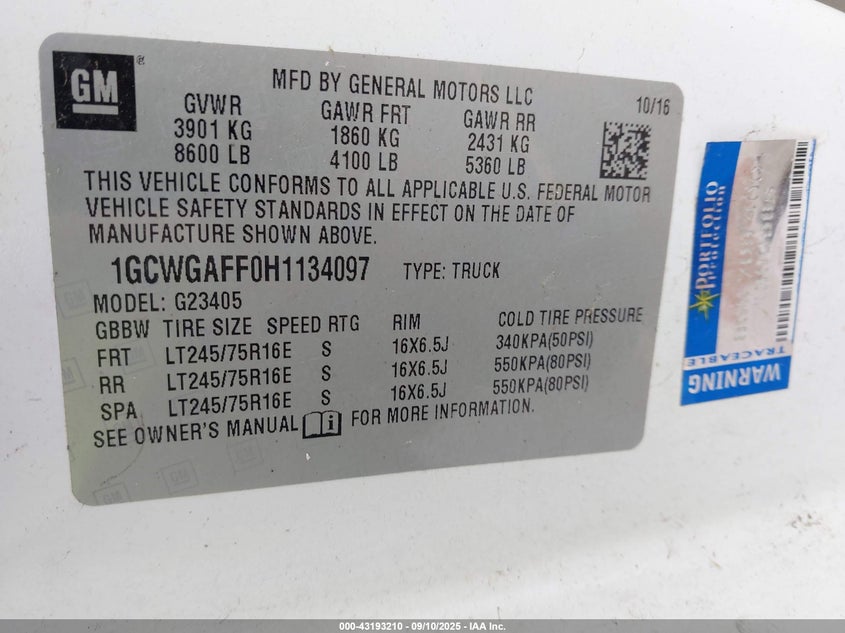 GM
MFD BY GENERAL MOTORS LLC
10/16
GVWR GAWR FRT GAWR RR
3901 KG 1860 KG 2431 KG
8600 LB 4100 LB 5360 LB
THIS VEHICLE CONFORMS TO ALL APPLICABLE U.S. FEDERAL MOTOR
VEHICLE SAFETY STANDARDS IN EFFECT ON THE DATE OF
MANUFACTURE SHOWN ABOVE.
1GCWGAFF0H1134097 TYPE: TRUCK
MODEL: G23405
GBBW TIRE SIZE SPEED RTG RIM COLD TIRE PRESSURE
FRT LT245/75R16E S 16X6.5J 340KPA(50PSI)
RR LT245/75R16E S 16X6.5J 550KPA(80PSI)
SPA LT245/75R16E S 16X6.5J 550KPA(80PSI)
SEE OWNER'S MANUAL i FOR MORE INFORMATION.
PORTFOLIO
Protection
WARNING
TRACEABLE
000-43193210 - 09/10/2025 - IAA Inc.